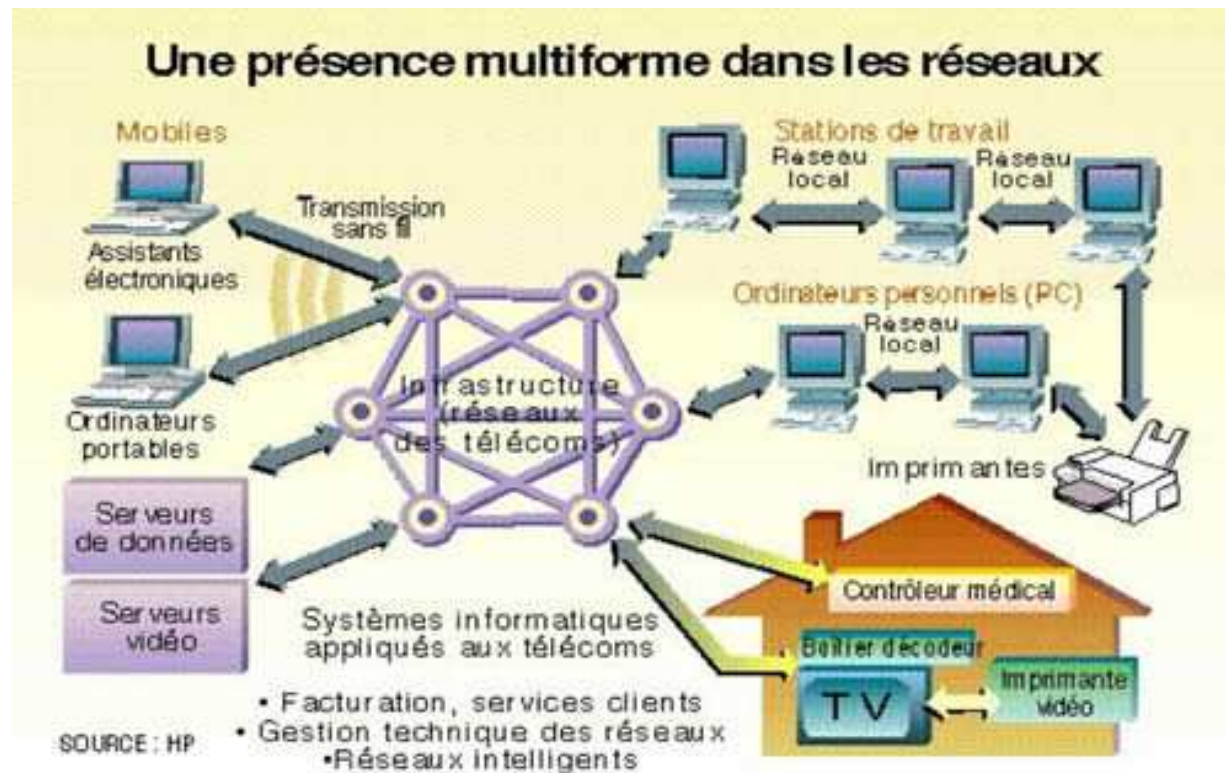 Une présence multiforme dans les réseaux
Mobiles
Assistants
électroniques
Transmission
sans fil
Ordinateurs
portables
Stations de travail
Réseau
local
Réseau
local
Ordinateurs personnels (PC)
Réseau
local
Imprimantes
Infrastructure
(réseaux
des télécoms)
Serveurs
de données
Serveurs
vidéo
Contrôleur médical
Boîtier décodeur
TV
Imprimante
vidéo
Systèmes informatiques
appliqués aux télécoms
• Facturation, services clients
• Gestion technique des réseaux
•Réseaux intelligents
SOURCE : HP